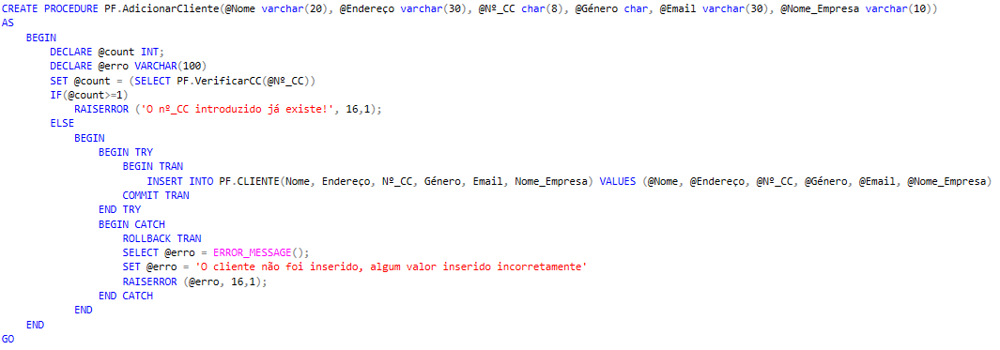 CREATE PROCEDURE PF.AdicionarCliente(@Nome varchar(20), @Endereço varchar(30), @Nº_CC char(8), @Género char, @Email varchar(30), @Nome_Empresa varchar(10))
AS
BEGIN
DECLARE @count INT;
DECLARE @erro VARCHAR(100)
SET @count = (SELECT PF.VerificarCC(@Nº_CC))
IF(@count>=1)
RAISERROR ('O nº_CC introduzido já existe!', 16,1);
ELSE
BEGIN
BEGIN TRY
BEGIN TRAN
INSERT INTO PF.CLIENTE(Nome, Endereço, Nº_CC, Género, Email, Nome_Empresa) VALUES (@Nome, @Endereço, @Nº_CC, @Género, @Email, @Nome_Empresa)
COMMIT TRAN
END TRY
BEGIN CATCH
ROLLBACK TRAN
SELECT @erro = ERROR_MESSAGE();
SET @erro = 'O cliente não foi inserido, algum valor inserido incorretamente'
RAISERROR (@erro, 16,1);
END CATCH
END
END
GO